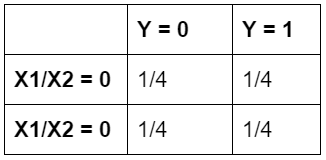 Y = 0 Y = 1
X1/X2 = 0 1/4 1/4
X1/X2 = 0 1/4 1/4